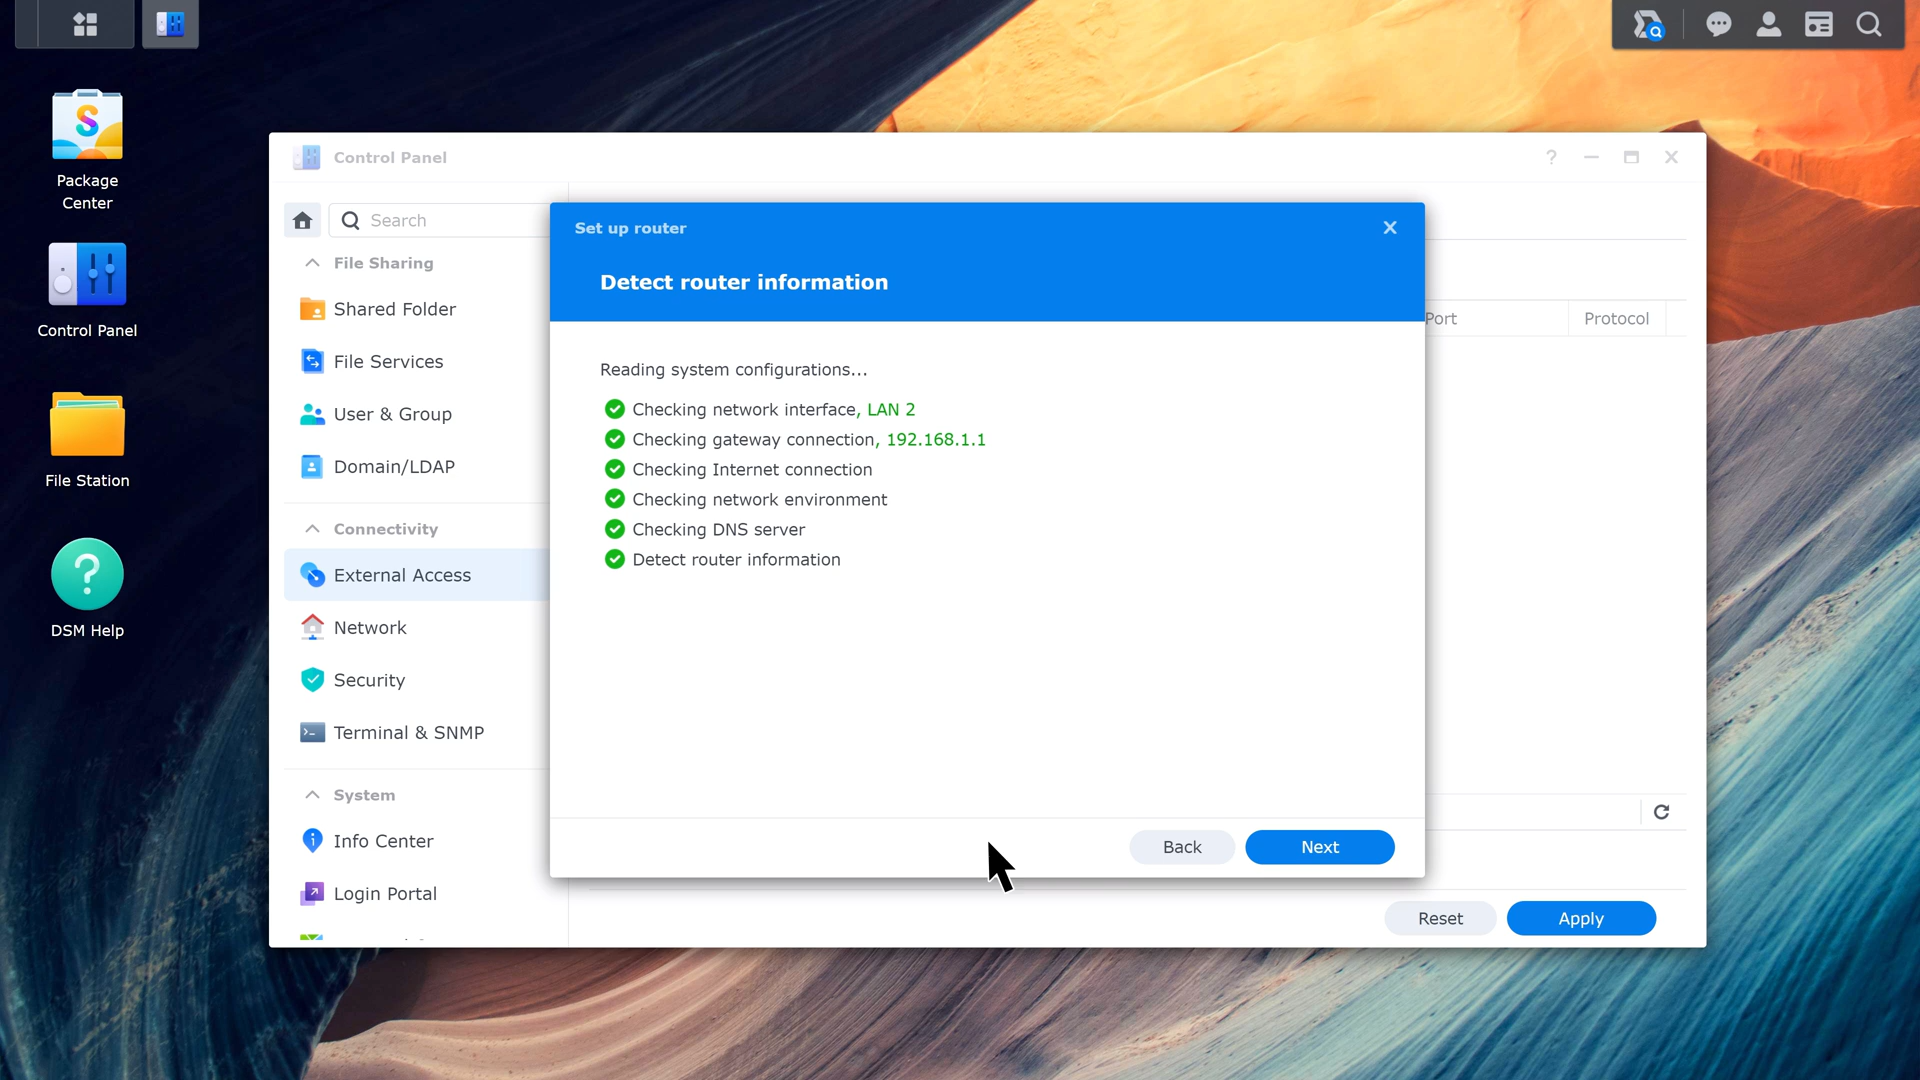 Package
Center
Control Panel
File Station
DSM Help
Control Panel
Search
File Sharing
Shared Folder
File Services
User & Group
Domain/LDAP
Connectivity
External Access
Network
Security
Terminal & SNMP
System
Info Center
Login Portal
Set up router
Detect router information
Reading system configurations...
Checking network interface, LAN 2
Checking gateway connection, 192.168.1.1
Checking Internet connection
Checking network environment
Checking DNS server
Detect router information
Back
Next
Port
Protocol
Reset
Apply